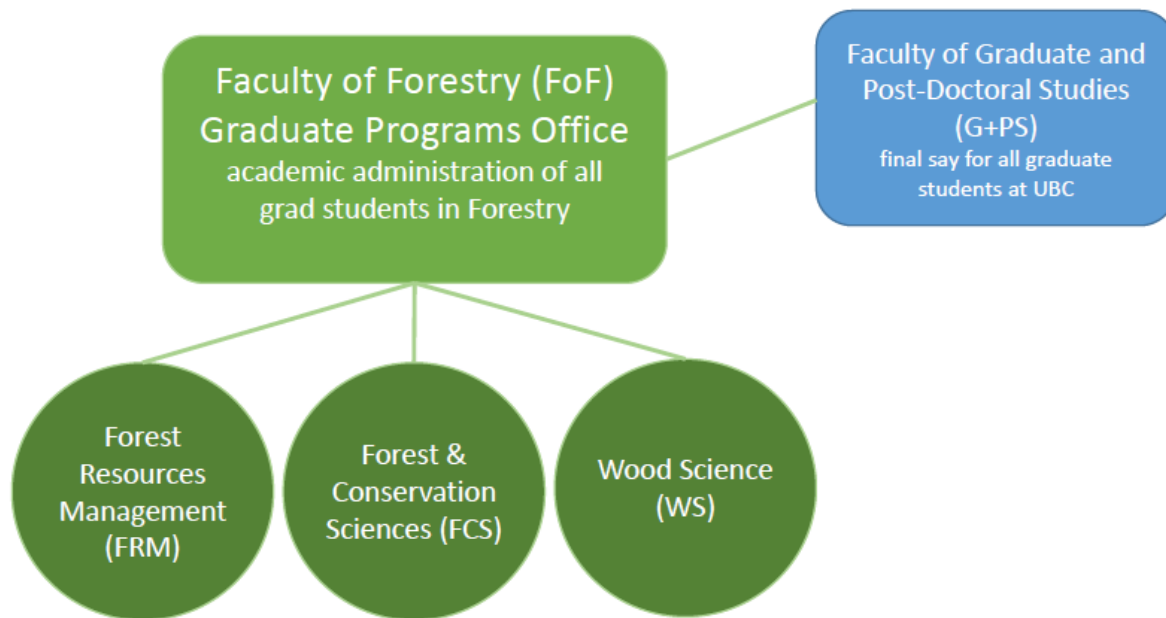 Faculty of Forestry (FoF)
Graduate Programs Office
academic administration of all
grad students in Forestry
Faculty of Graduate and
Post-Doctoral Studies
(G+PS)
final say for all graduate
students at UBC
Forest
Resources
Management
(FRM)
Forest &
Conservation
Sciences (FCS)
Wood Science
(WS)